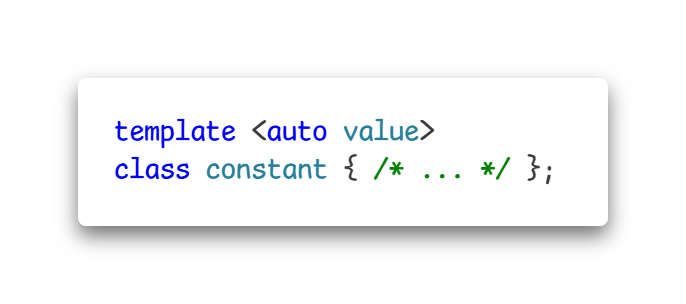 template <auto value>
class constant { /* ... */ };